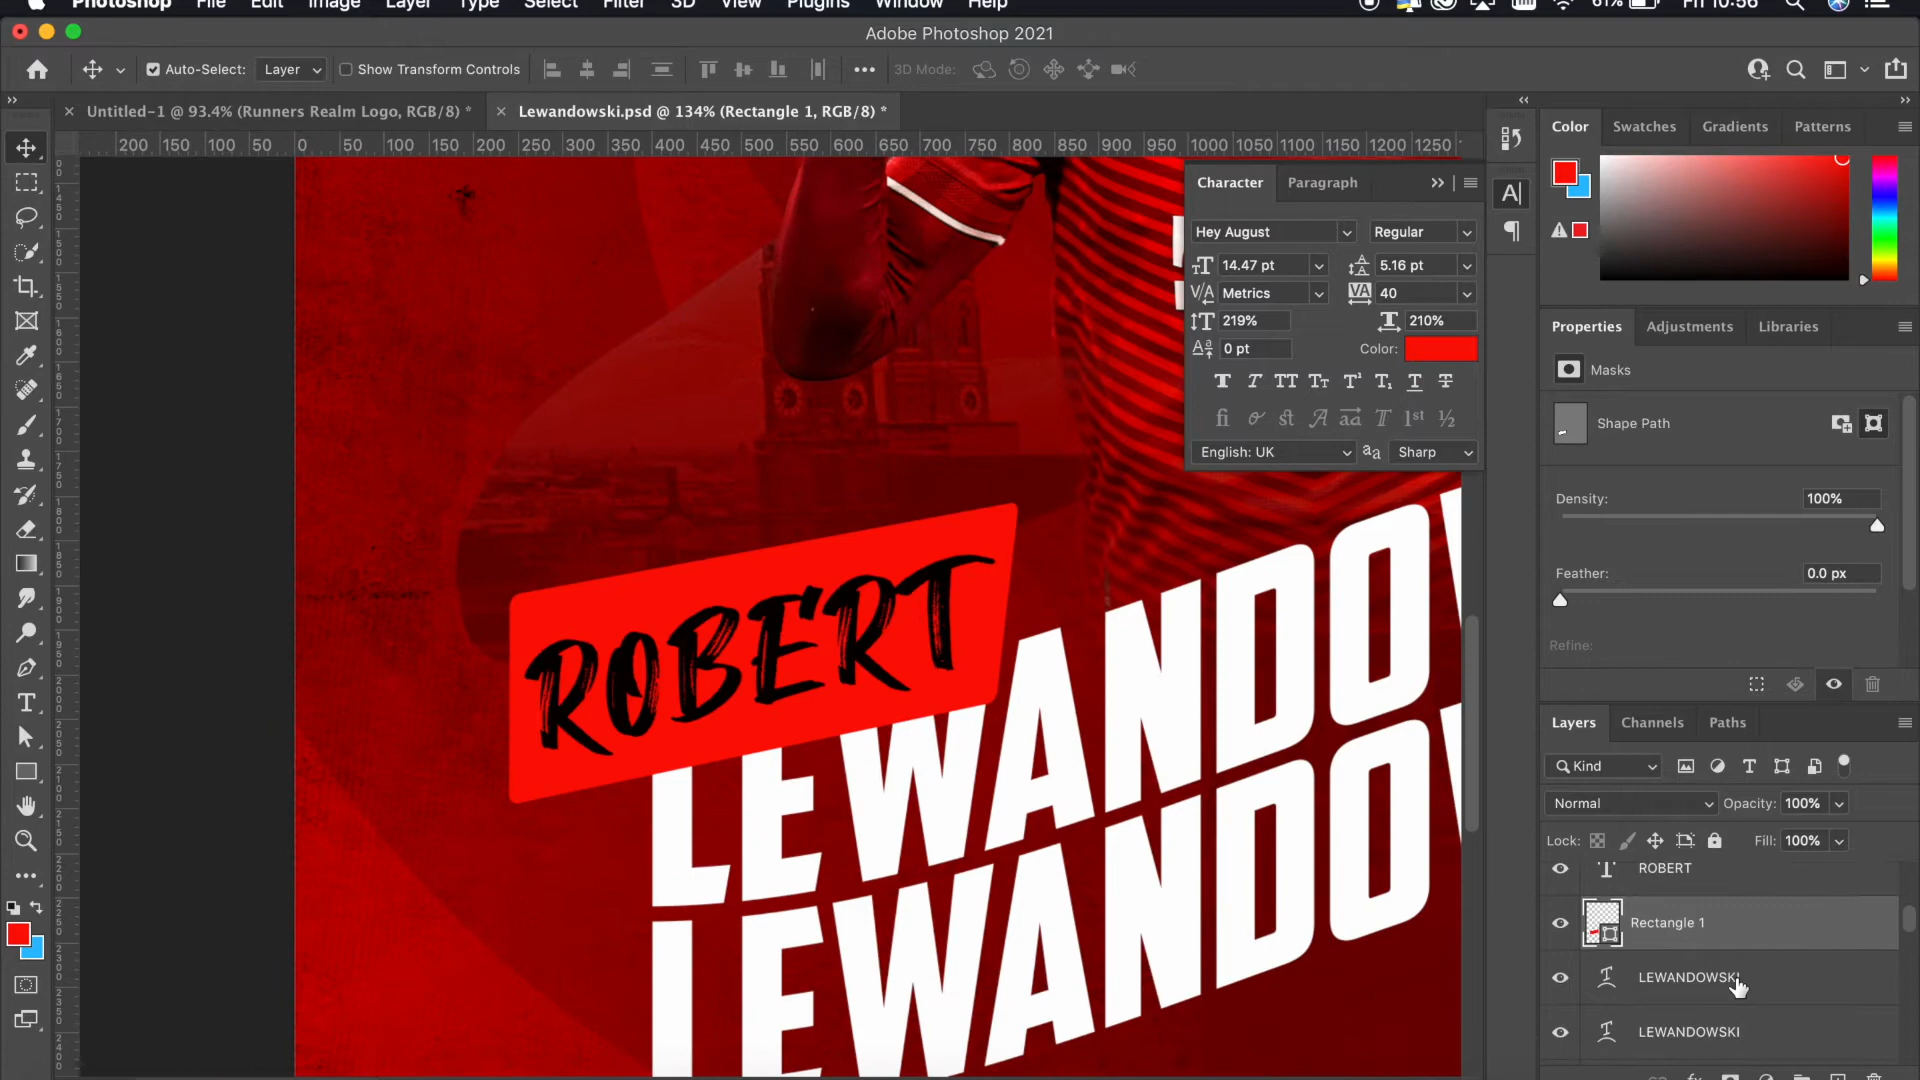 Photoshop File Edit Image Layer Type Select Filter 3D View Plugins Window Help 61% Fri 10:56
Adobe Photoshop 2021
Auto-Select: Layer Show Transform Controls 3D Mode:
Untitled-1 @ 93.4% (Runners Realm Logo, RGB/8) * Lewandowski.psd @ 134% (Rectangle 1, RGB/8) *
200 150 100 50 0 50 100 150 200 250 300 350 400 450 500 550 600 650 700 750 800 850 900 950 1000 1050 1100 1150 1200 1250
Color Swatches Gradients Patterns
Character Paragraph
Hey August Regular
14.47 pt 5.16 pt
Metrics 40
219% 210%
0 pt Color:
English: UK Sharp
Properties Adjustments Libraries
Masks
Shape Path
Density: 100%
Feather: 0.0 px
Refine:
ROBERT
LEWANDOW
LEWANDOW
Layers Channels Paths
Kind
Normal Opacity: 100%
Lock: Fill: 100%
ROBERT
Rectangle 1
LEWANDOWSKI
LEWANDOWSKI